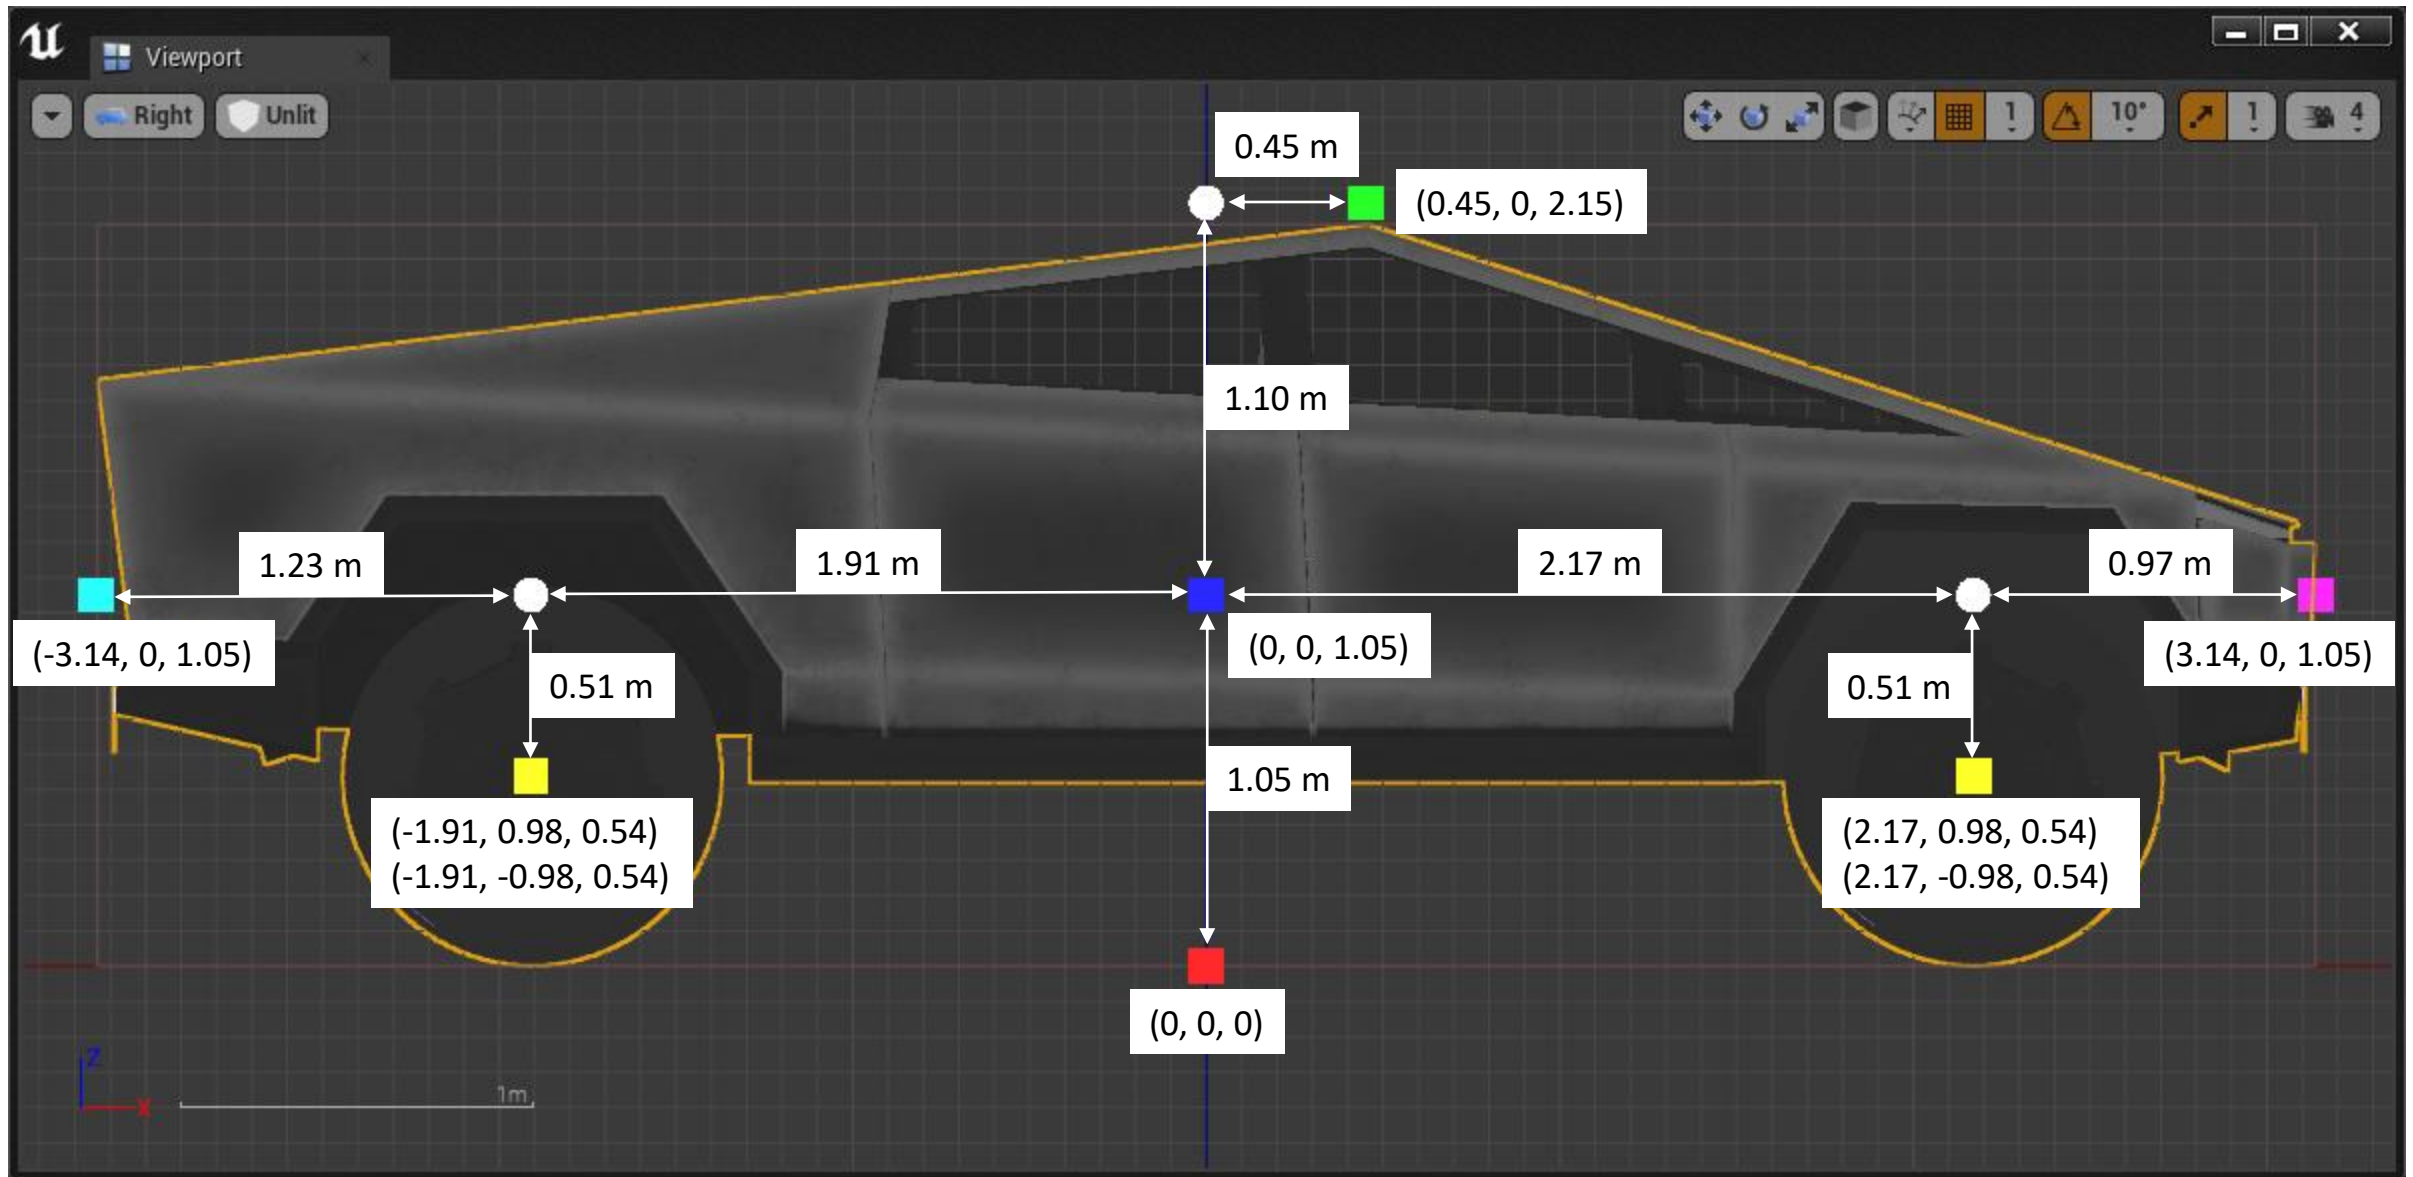 Viewport
Right
Unlit
1
10°
1
4
0.45 m
(0.45, 0, 2.15)
1.10 m
1.23 m
1.91 m
2.17 m
0.97 m
(-3.14, 0, 1.05)
(0, 0, 1.05)
(3.14, 0, 1.05)
0.51 m
0.51 m
1.05 m
(-1.91, 0.98, 0.54)
(-1.91, -0.98, 0.54)
(2.17, 0.98, 0.54)
(2.17, -0.98, 0.54)
(0, 0, 0)
Z
X
1m